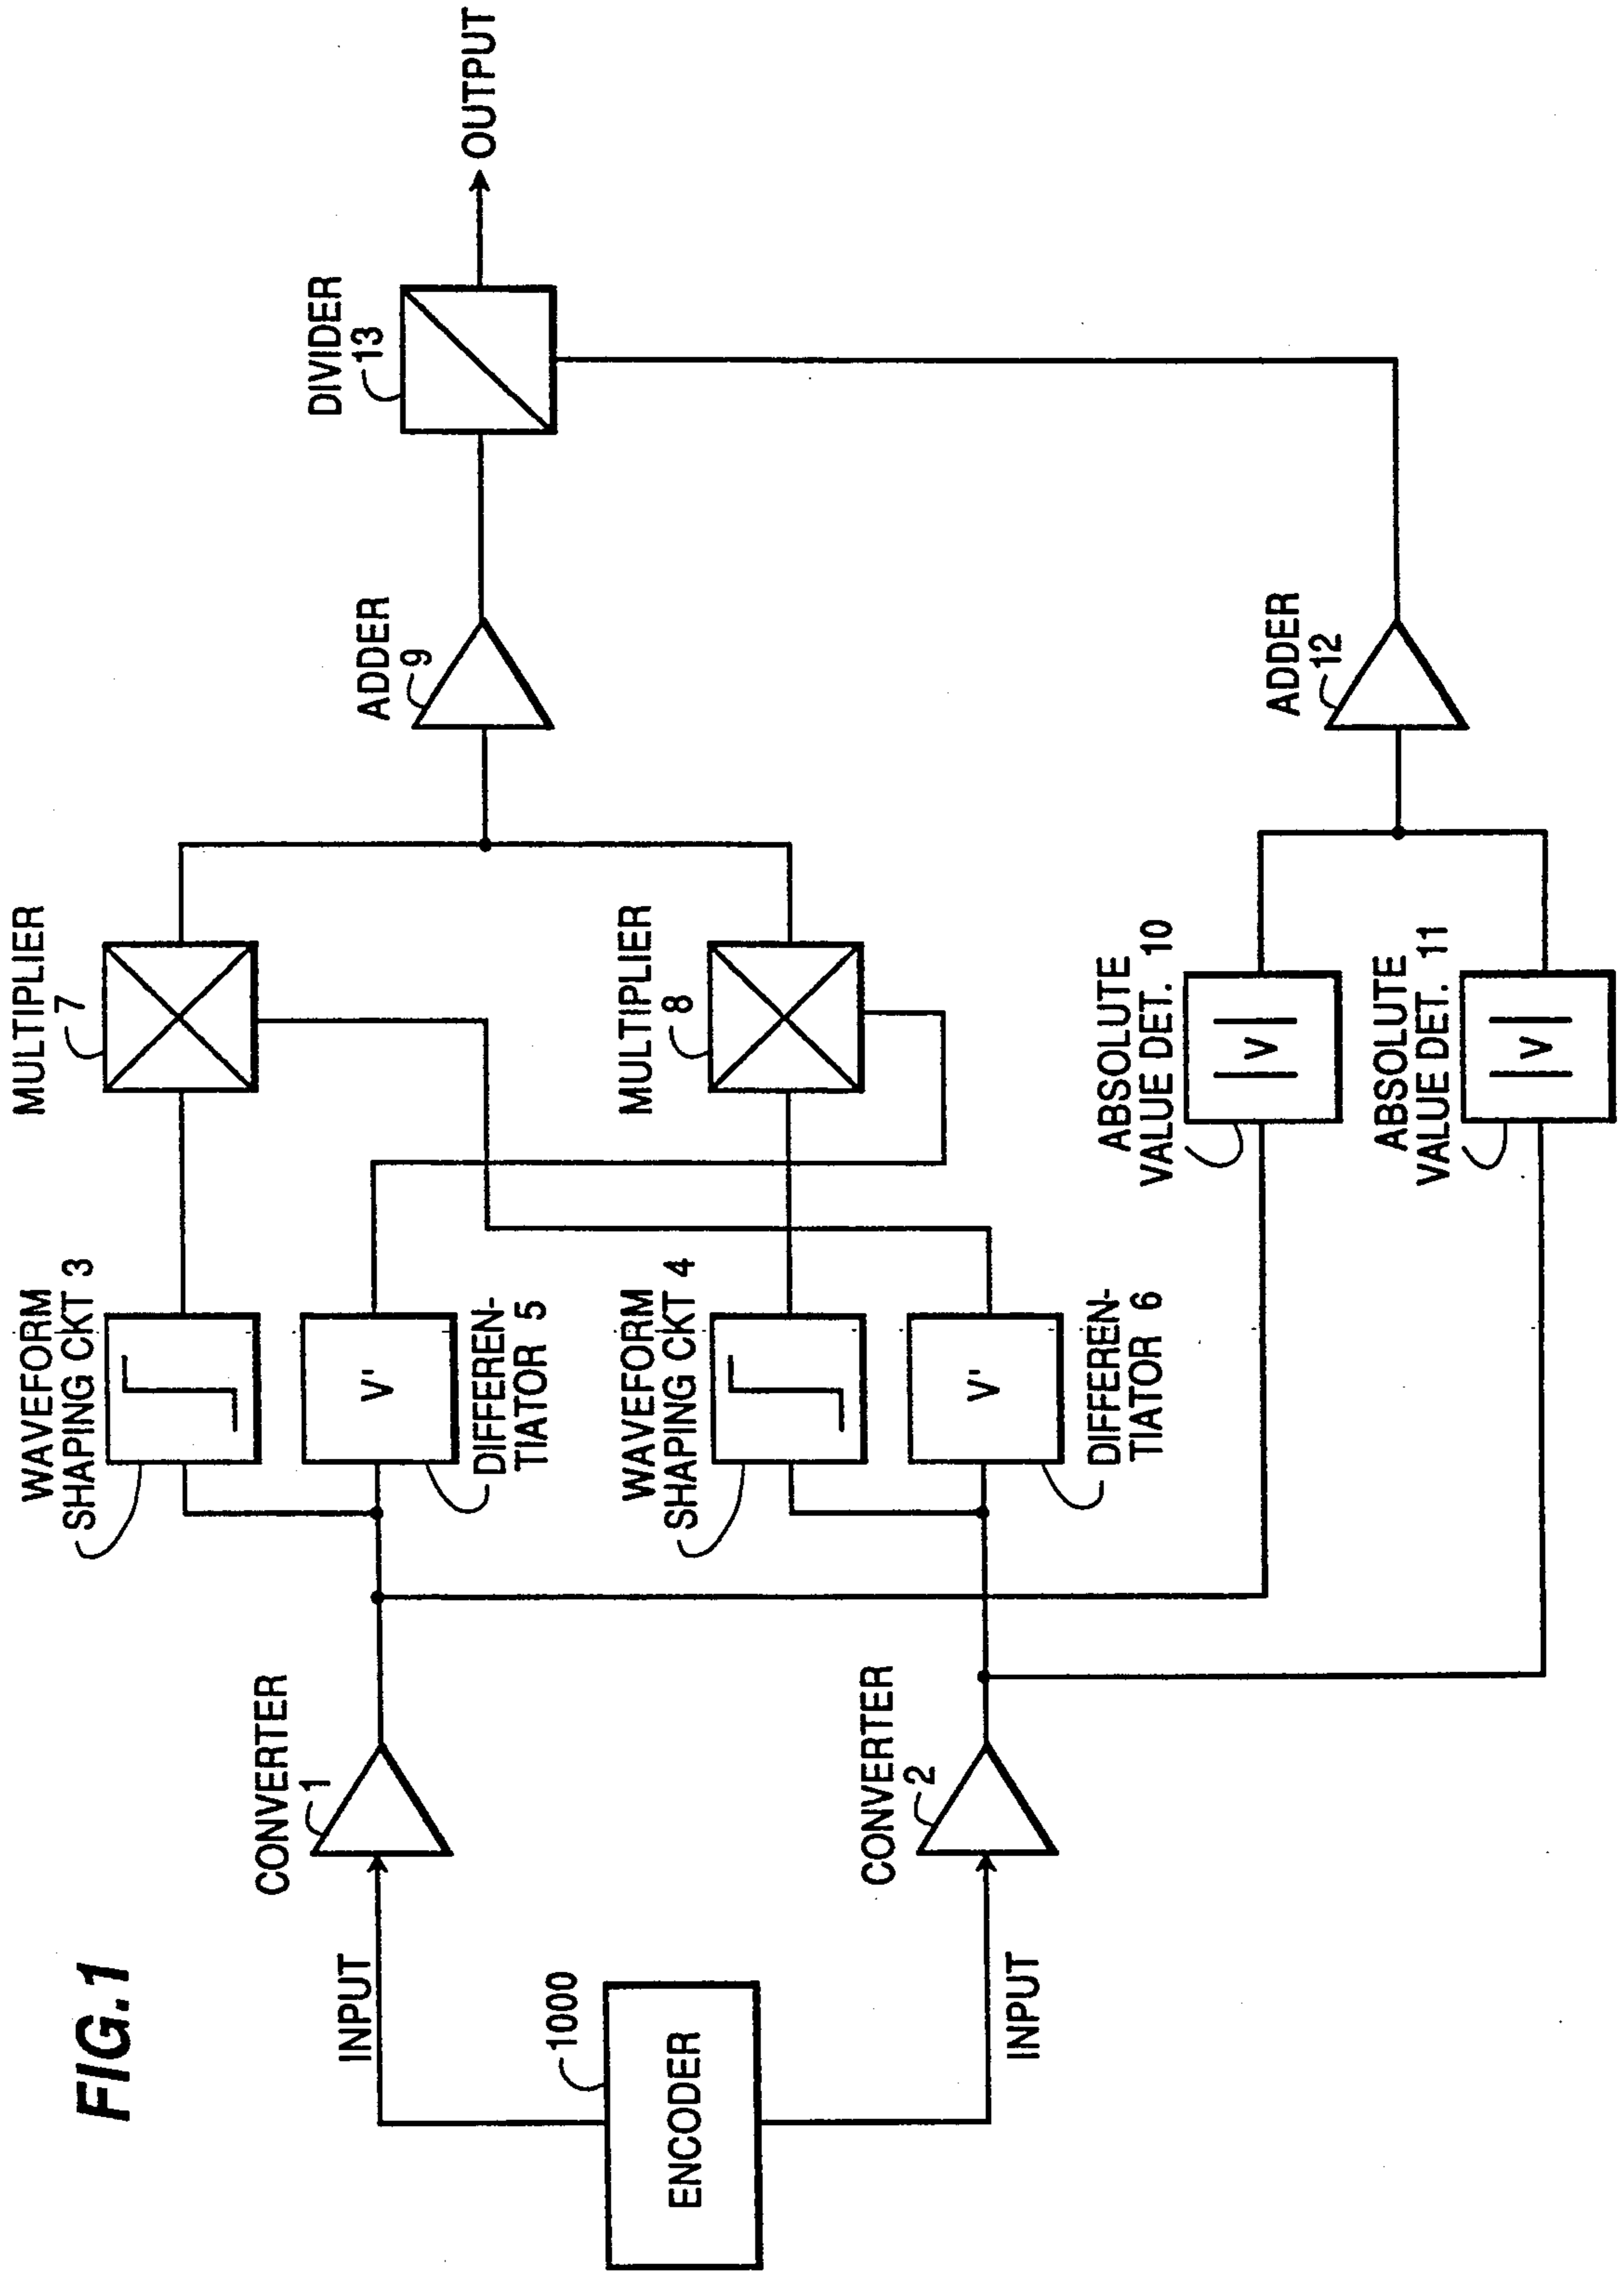 FIG.1
ENCODER
1000
INPUT
INPUT
CONVERTER
1
CONVERTER
2
WAVEFORM
SHAPING CKT 3
V'
DIFFEREN-
TIATOR 5
WAVEFORM
SHAPING CKT 4
V'
DIFFEREN-
TIATOR 6
MULTIPLIER
7
MULTIPLIER
8
ABSOLUTE
VALUE DET. 10
|V|
ABSOLUTE
VALUE DET. 11
|V|
ADDER
9
ADDER
12
DIVIDER
13
OUTPUT